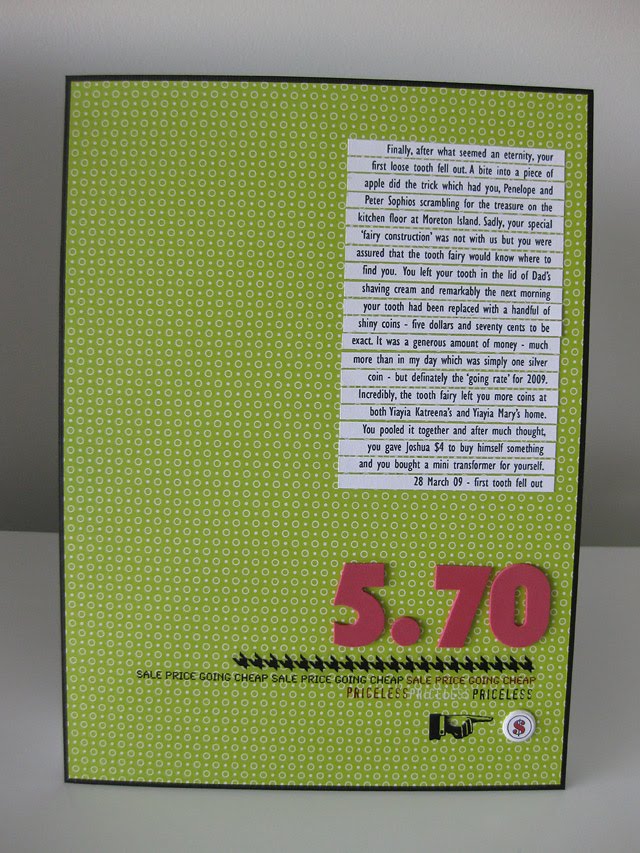 Finally, after what seemed an eternity, your
first loose tooth fell out. A bite into a piece of
apple did the trick which had you, Penelope and
Peter Sophios scrambling for the treasure on the
kitchen floor at Moreton Island. Sadly, your special
'fairy construction' was not with us but you were
assured that the tooth fairy would know where to
find you. You left your tooth in the lid of Dad's
shaving cream and remarkably the next morning
your tooth had been replaced with a handful of
shiny coins - five dollars and seventy cents to be
exact. It was a generous amount of money - much
more than in my day which was simply one silver
coin - but definately the 'going rate' for 2009.
Incredibly, the tooth fairy left you more coins at
both Yiayia Katreena's and Yiayia Mary's home.
You pooled it together and after much thought,
you gave Joshua $4 to buy himself something
and you bought a mini transformer for yourself.
28 March 09 - first tooth fell out
5.70
SALE PRICE GOING CHEAP SALE PRICE GOING CHEAP SALE PRICE GOING CHEAP
PRICELESS PRICELESS PRICELESS
$